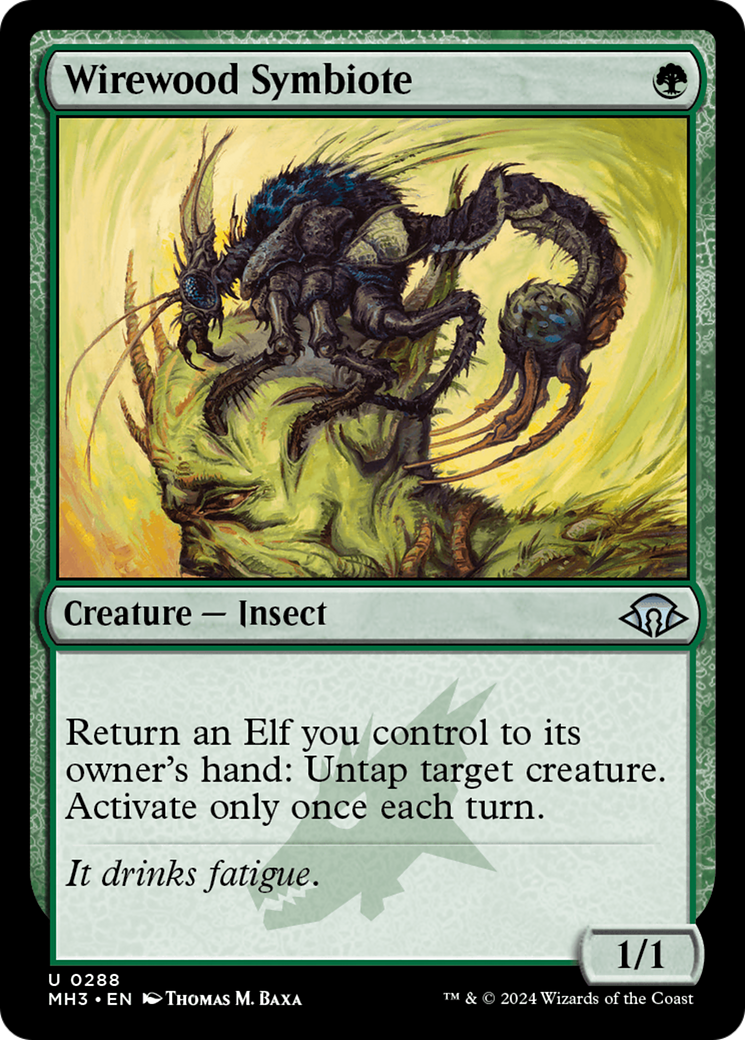 Wirewood Symbiote
Creature — Insect
Return an Elf you control to its
owner's hand: Untap target creature.
Activate only once each turn.
It drinks fatigue.
1/1
U 0288
MH3 • EN Thomas M. Baxa
™ & © 2024 Wizards of the Coast